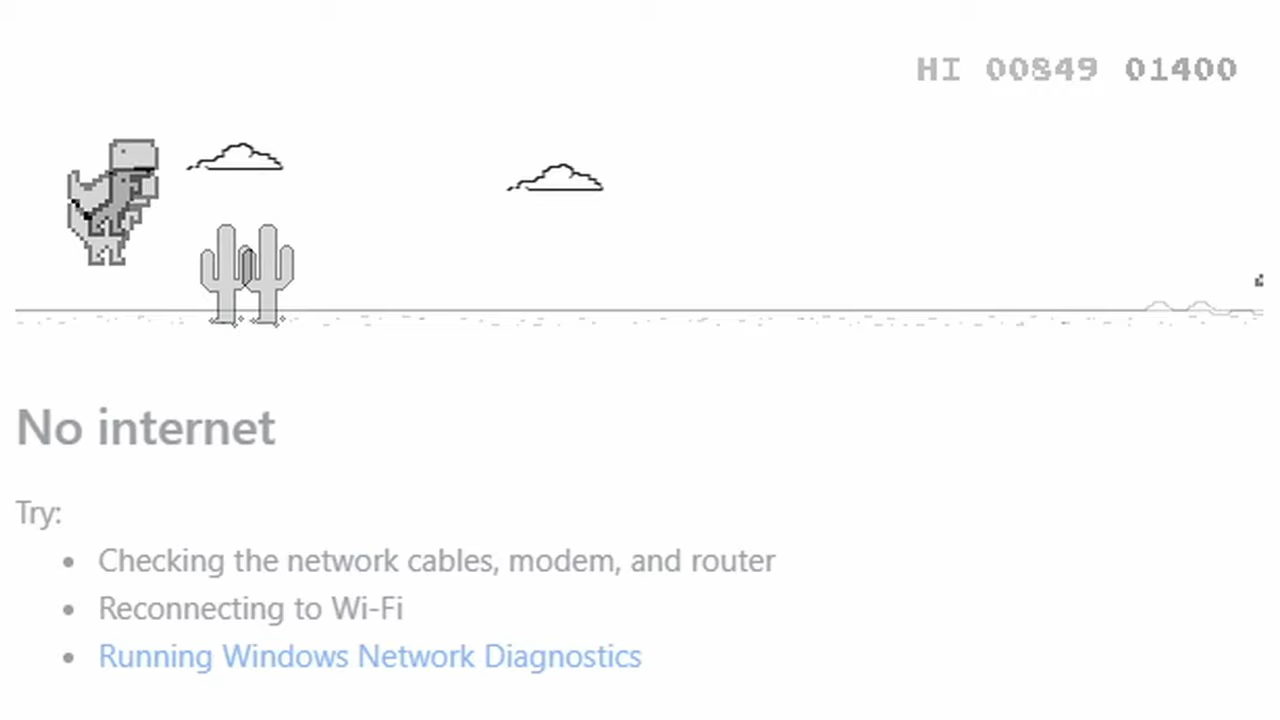 HI 00849 01400
No internet
Try:
• Checking the network cables, modem, and router
• Reconnecting to Wi-Fi
• Running Windows Network Diagnostics